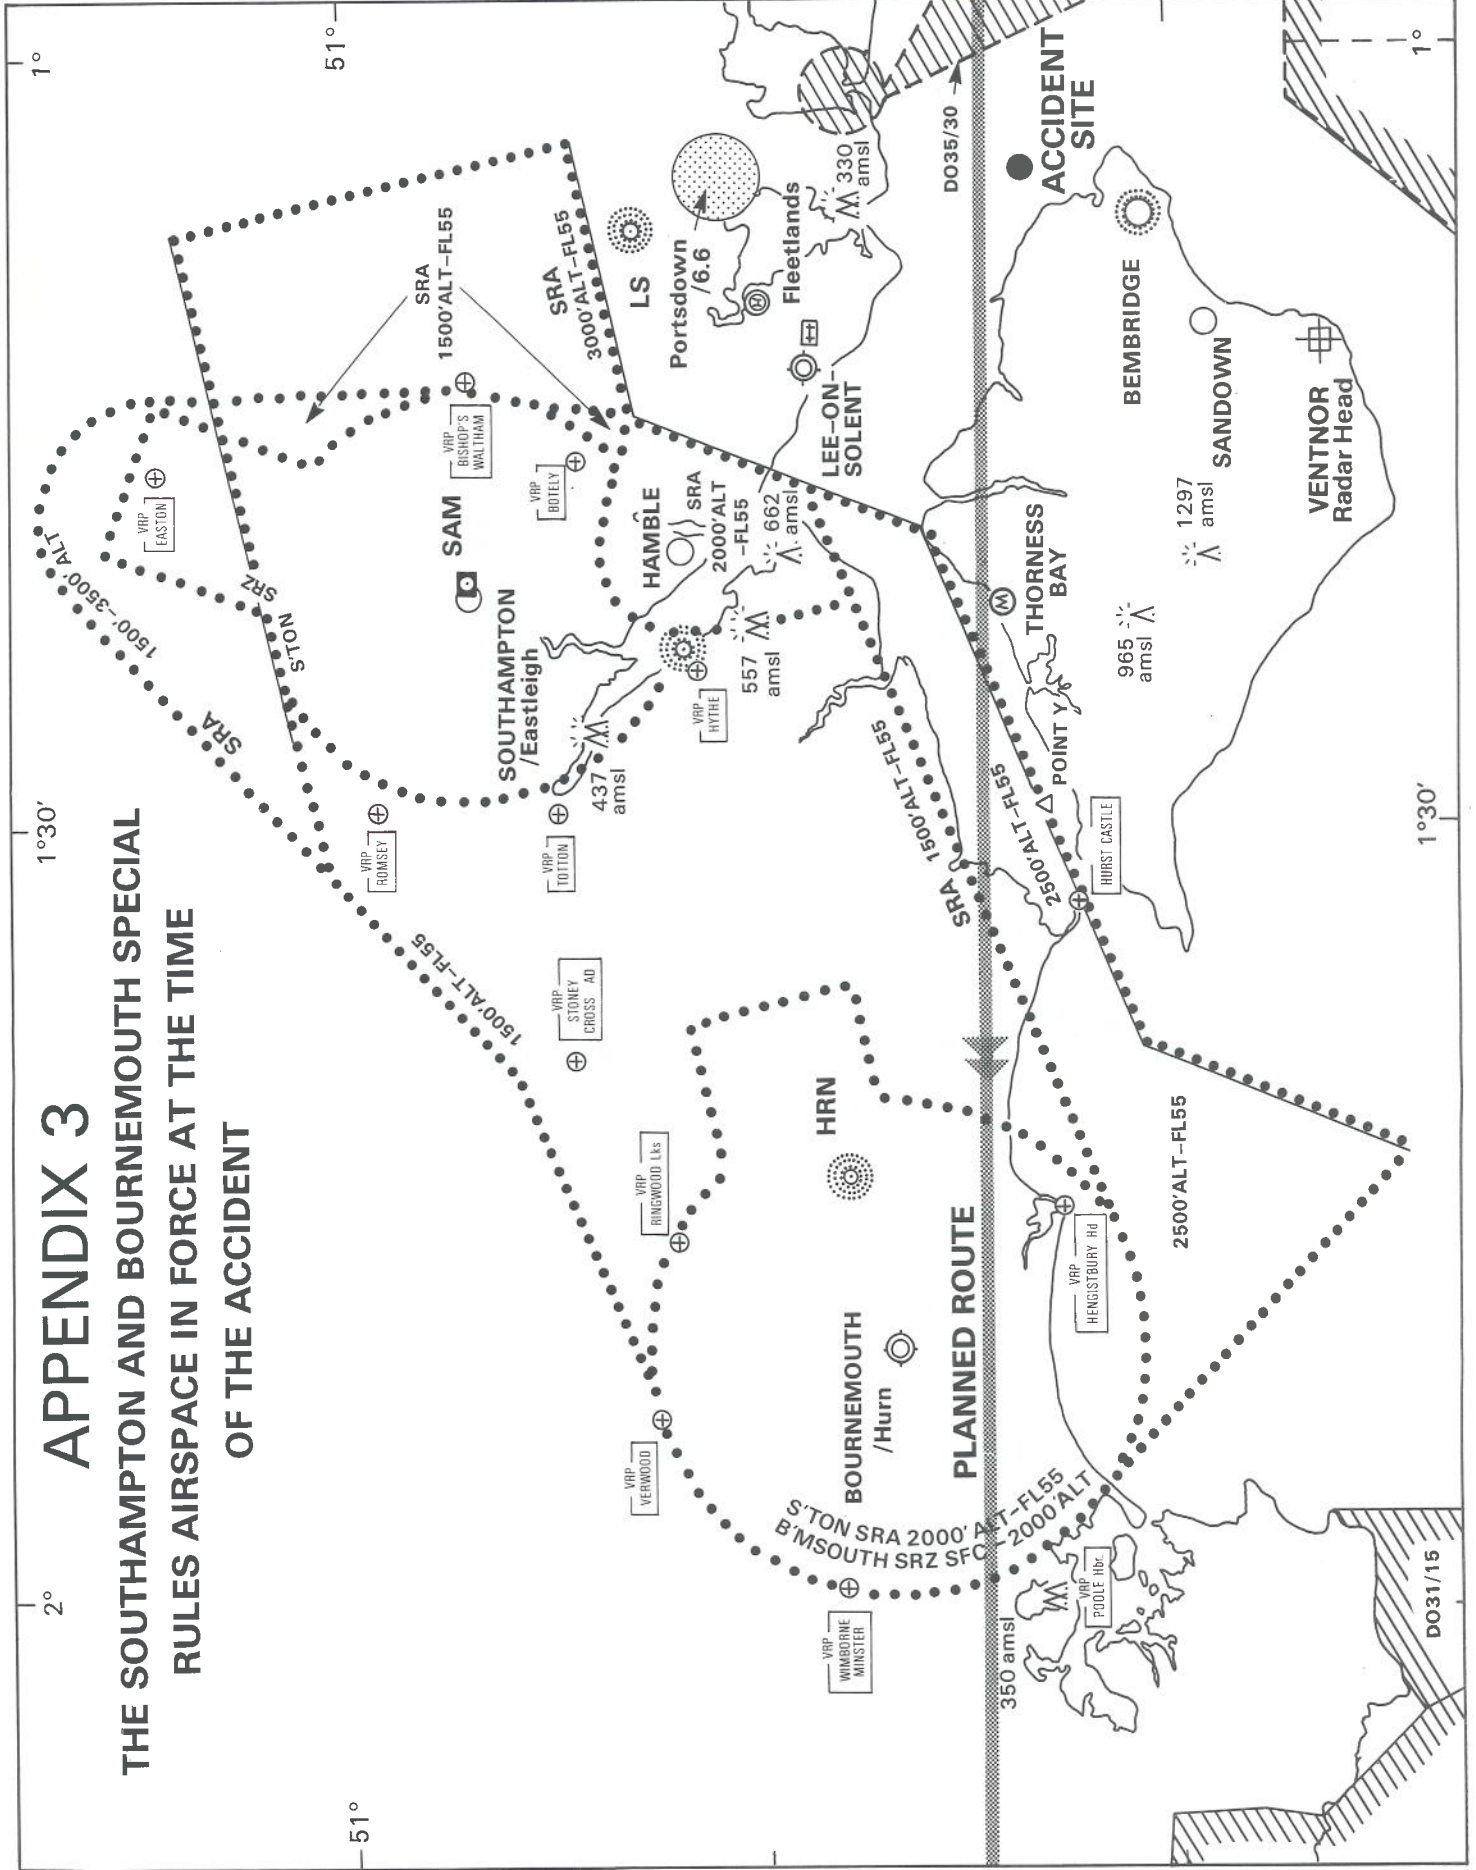 APPENDIX 3
THE SOUTHAMPTON AND BOURNEMOUTH SPECIAL
RULES AIRSPACE IN FORCE AT THE TIME
OF THE ACCIDENT
2°
1°30'
1°
51°
51°
1500'-3500' ALT
SRA
S'TON
SRZ
VRP
EASTON
SRA
1500'ALT-FL55
VRP
ROMSEY
1500'ALT-FL55
SAM
VRP
BISHOP'S
WALTHAM
SOUTHAMPTON
/Eastleigh
VRP
BOTELY
SRA
3000'ALT-FL55
VRP
TOTTON
VRP
STONEY
CROSS AD
437
amsl
LS
HAMBLE
SRA
2000'ALT
-FL55
Portsdown
/6.6
VRP
VERWOOD
VRP
RINGWOOD Lks
VRP
HYTHE
557
amsl
662
amsl
Fleetlands
LEE-ON-
SOLENT
330
amsl
HRN
VRP
WIMBORNE
MINSTER
BOURNEMOUTH
/Hurn
S'TON SRA 2000' ALT-FL55
B'MSOUTH SRZ SFC-2000'ALT
SRA 1500'ALT-FL55
DO35/30
PLANNED ROUTE
2500'ALT-FL55
350 amsl
THORNESS
BAY
POINT Y
ACCIDENT
SITE
VRP
POOLE Hbr.
VRP
HENGISTBURY Hd
HURST CASTLE
965
amsl
BEMBRIDGE
2500'ALT-FL55
1297
amsl
SANDOWN
VENTNOR
Radar Head
DO31/15
1°30'
1°